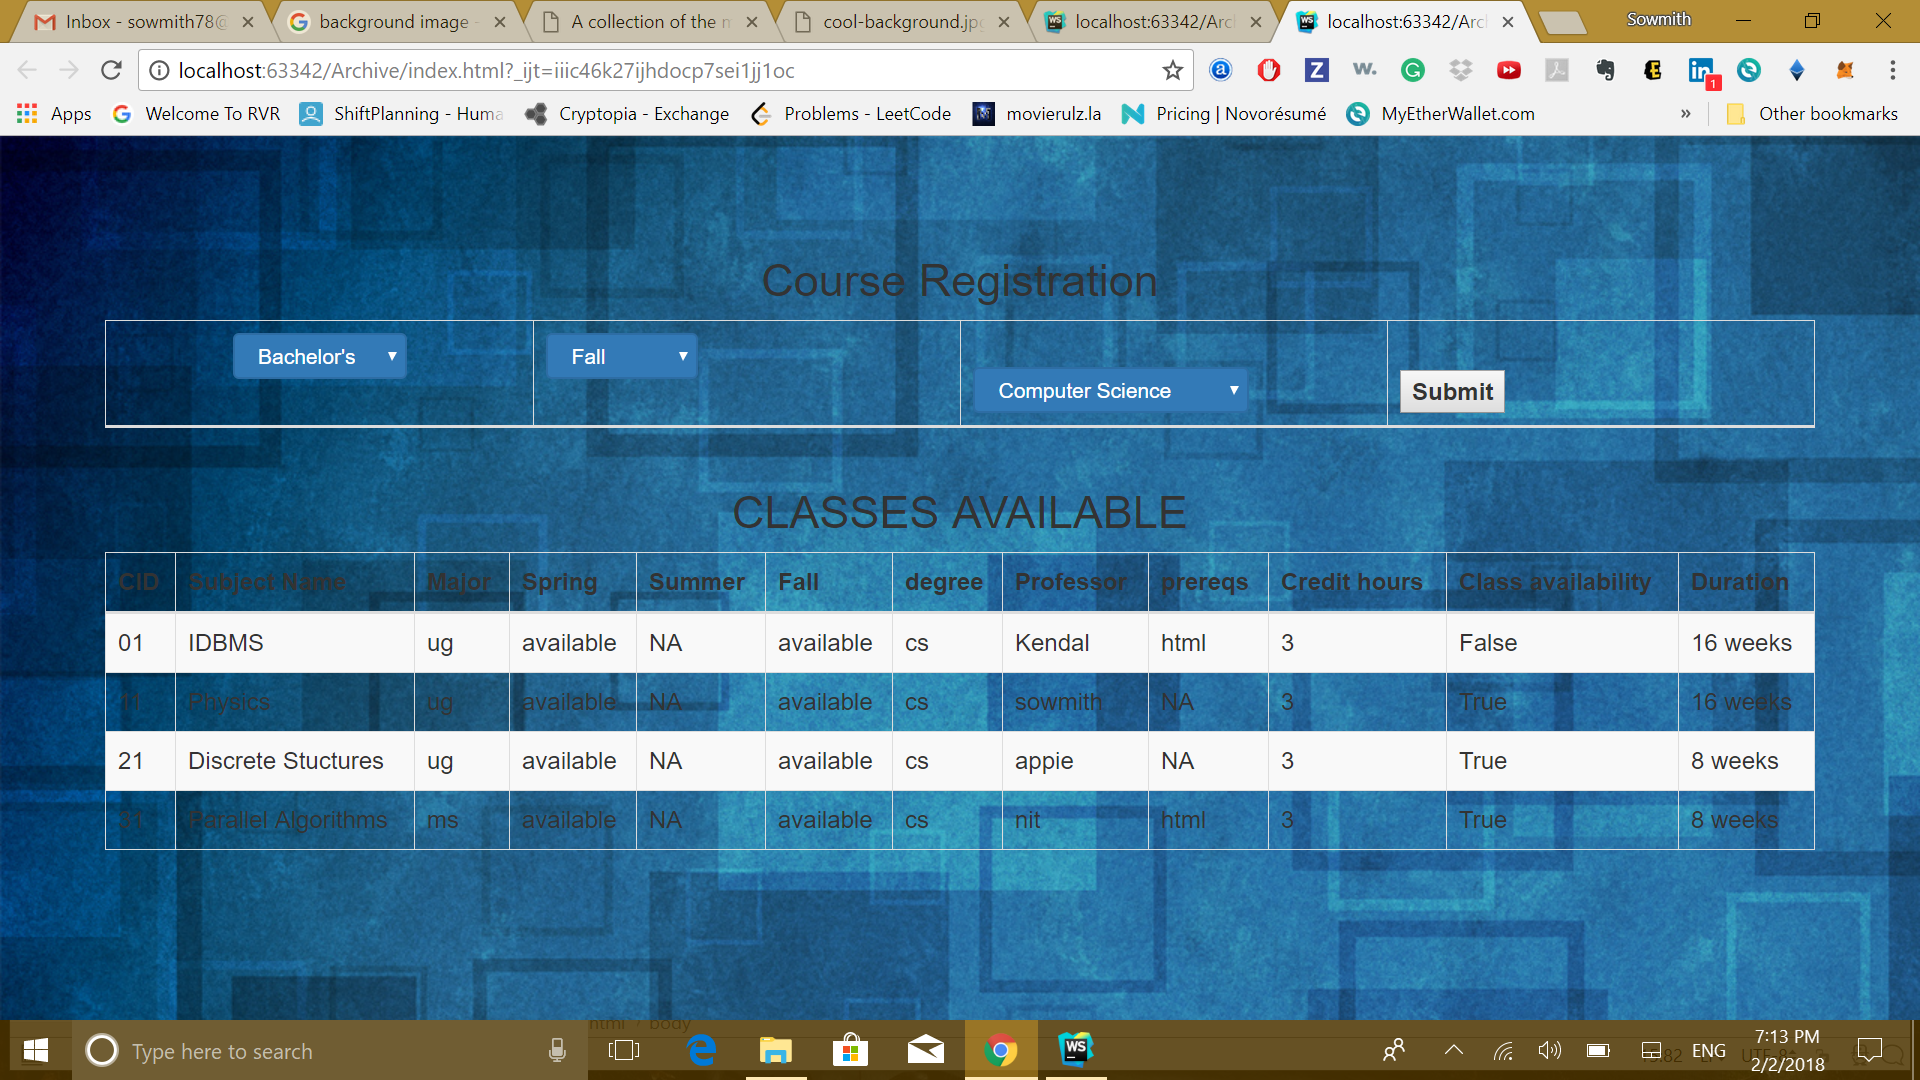 Inbox - sowmith78@
background image -
A collection of the m
cool-background.jpg
localhost:63342/Arc
localhost:63342/Arc
Sowmith
localhost:63342/Archive/index.html?_ijt=iiic46k27ijhdocp7sei1jj1oc
1
Apps
Welcome To RVR
ShiftPlanning - Huma
Cryptopia - Exchange
Problems - LeetCode
movierulz.la
Pricing | Novorésumé
MyEtherWallet.com
»
Other bookmarks
Course Registration
Bachelor's Fall
Computer Science Submit
CLASSES AVAILABLE
CID Subject Name Major Spring Summer Fall degree Professor prereqs Credit hours Class availability Duration
01 IDBMS ug available NA available cs Kendal html 3 False 16 weeks
11 Physics ug available NA available cs sowmith NA 3 True 16 weeks
21 Discrete Stuctures ug available NA available cs appie NA 3 True 8 weeks
31 Parallel Algorithms ms available NA available cs nit html 3 True 8 weeks
html body
Type here to search
WS
ENG
7:13 PM
2/2/2018